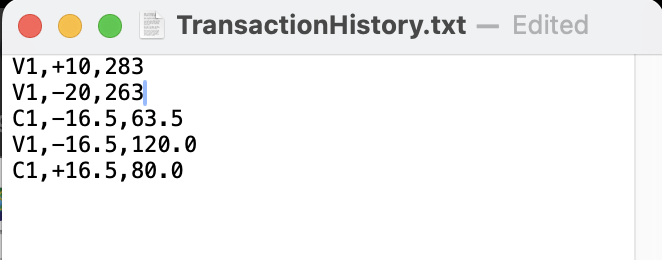 TransactionHistory.txt — Edited
V1,+10,283
V1,-20,263
C1,-16.5,63.5
V1,-16.5,120.0
C1,+16.5,80.0